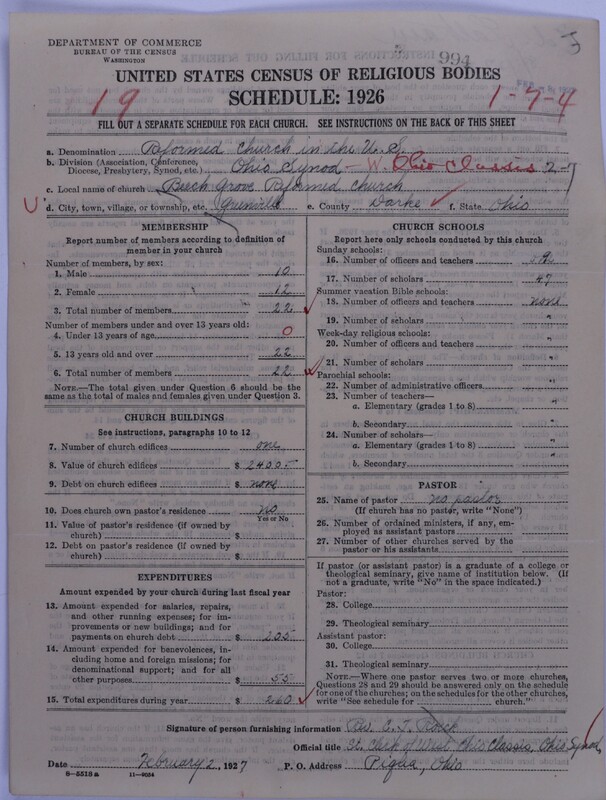 994
DEPARTMENT OF COMMERCE
BUREAU OF THE CENSUS
WASHINGTON
UNITED STATES CENSUS OF RELIGIOUS BODIES
SCHEDULE: 1926
19
1-7-4
FILL OUT A SEPARATE SCHEDULE FOR EACH CHURCH. SEE INSTRUCTIONS ON THE BACK OF THIS SHEET
a. Denomination Reformed Church in the U.S.
b. Division (Association, Conference, Diocese, Presbytery, Synod, etc.) Ohio Synod W. Ohio Classis 2-7
c. Local name of church Beech Grove Reformed Church
d. City, town, village, or township, etc. Greenville e. County Darke f. State Ohio
MEMBERSHIP
Report number of members according to definition of
member in your church
Number of members, by sex:
1. Male 10
2. Female 12
3. Total number of members 22
Number of members under and over 13 years old:
4. Under 13 years of age 0
5. 13 years old and over 22
6. Total number of members 22
NOTE.—The total given under Question 6 should be
same as the total of males and females given under Question 3.
CHURCH BUILDINGS
See instructions, paragraphs 10 to 12
7. Number of church edifices one
8. Value of church edifices $ 2400
9. Debt on church edifices $ none
10. Does church own pastor's residence no
Yes or No
11. Value of pastor's residence (if owned by
church) $
12. Debt on pastor's residence (if owned by
church) $
EXPENDITURES
Amount expended by your church during last fiscal year
13. Amount expended for salaries, repairs,
and other running expenses; for im-
provements or new buildings; and for
payments on church debt $ 205
14. Amount expended for benevolences, in-
cluding home and foreign missions; for
denominational support; and for all
other purposes $ 55
15. Total expenditures during year $ 260
CHURCH SCHOOLS
Report here only schools conducted by this church
Sunday schools:
16. Number of officers and teachers
17. Number of scholars 47
Summer vacation Bible schools:
18. Number of officers and teachers none
19. Number of scholars "
Week-day religious schools:
20. Number of officers and teachers "
21. Number of scholars "
Parochial schools:
22. Number of administrative officers "
23. Number of teachers—
a. Elementary (grades 1 to 8) "
b. Secondary "
24. Number of scholars—
a. Elementary (grades 1 to 8) "
b. Secondary "
PASTOR
25. Name of pastor no pastor
(If church has no pastor, write "None")
26. Number of ordained ministers, if any, em-
ployed as assistant pastors
27. Number of other churches served by the
pastor or his assistants
If pastor (or assistant pastor) is a graduate of a college or
theological seminary, give name of institution below. (If
not a graduate, write "No" in the space indicated.)
Pastor:
28. College
29. Theological seminary
Assistant pastor:
30. College
31. Theological seminary
NOTE.—Where one pastor serves two or more churches,
Questions 28 and 29 should be answered only on the schedule
for one of the churches; on the schedules for the other churches,
write "See schedule for church."
Signature of person furnishing information Rev. C. J.
Official title St. Clerk of West Ohio Classis, Ohio Synod
Date February 2, 1927 P. O. Address Piqua, Ohio
8-5518a 11-9054